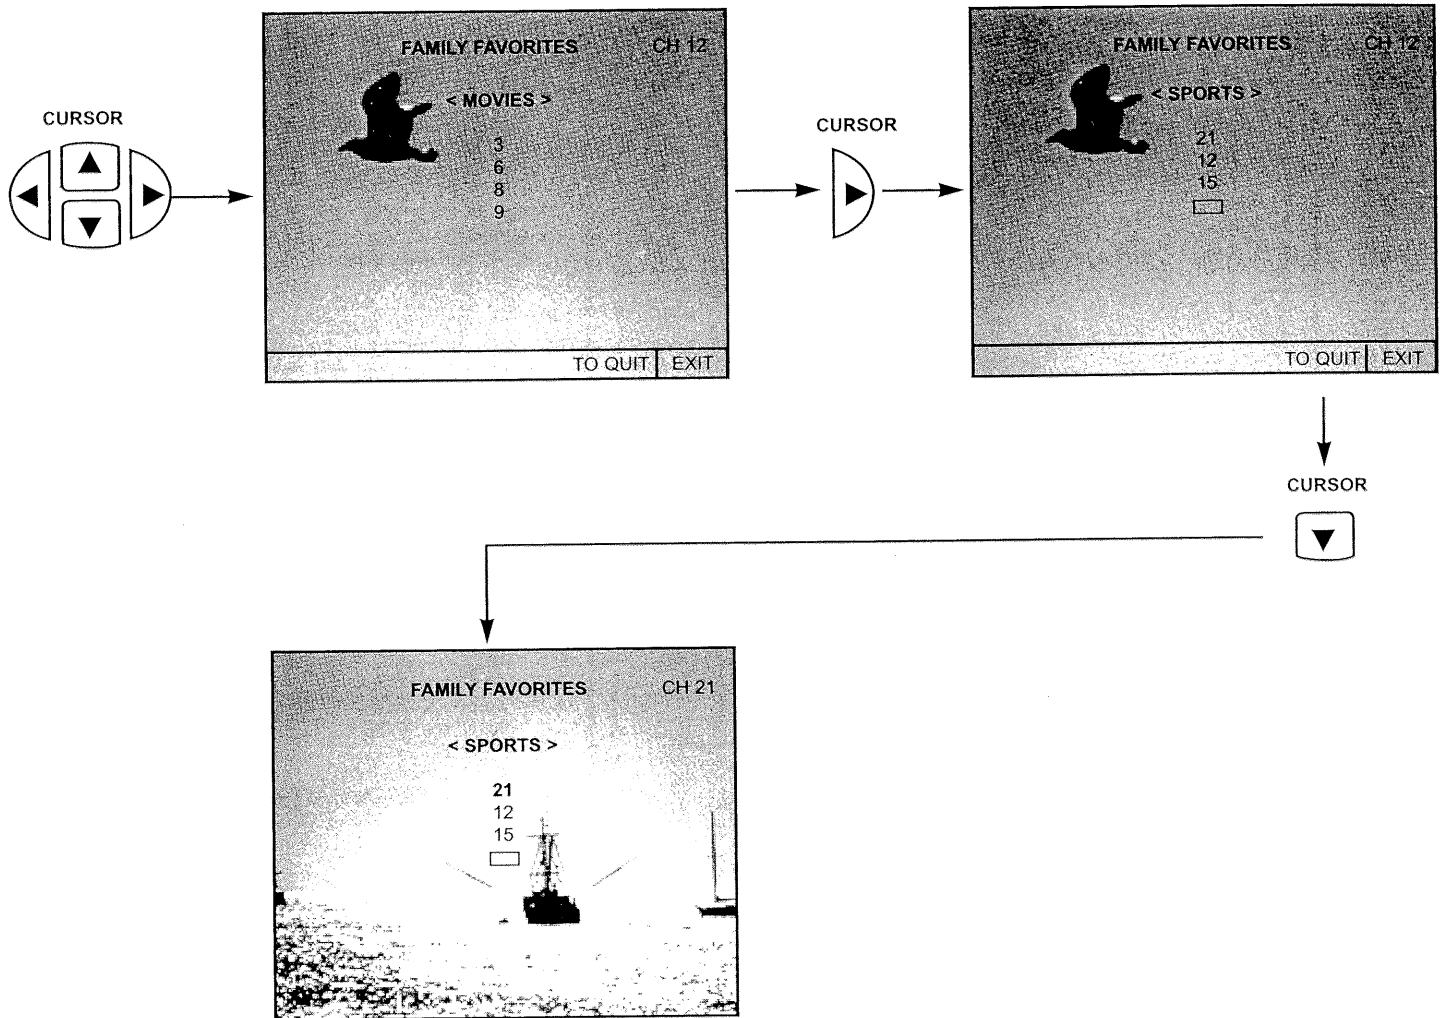 CURSOR
FAMILY FAVORITES CH 12
< MOVIES >
3
6
8
9
TO QUIT EXIT
CURSOR
FAMILY FAVORITES CH 12
< SPORTS >
21
12
15
TO QUIT EXIT
CURSOR
FAMILY FAVORITES CH 21
< SPORTS >
21
12
15